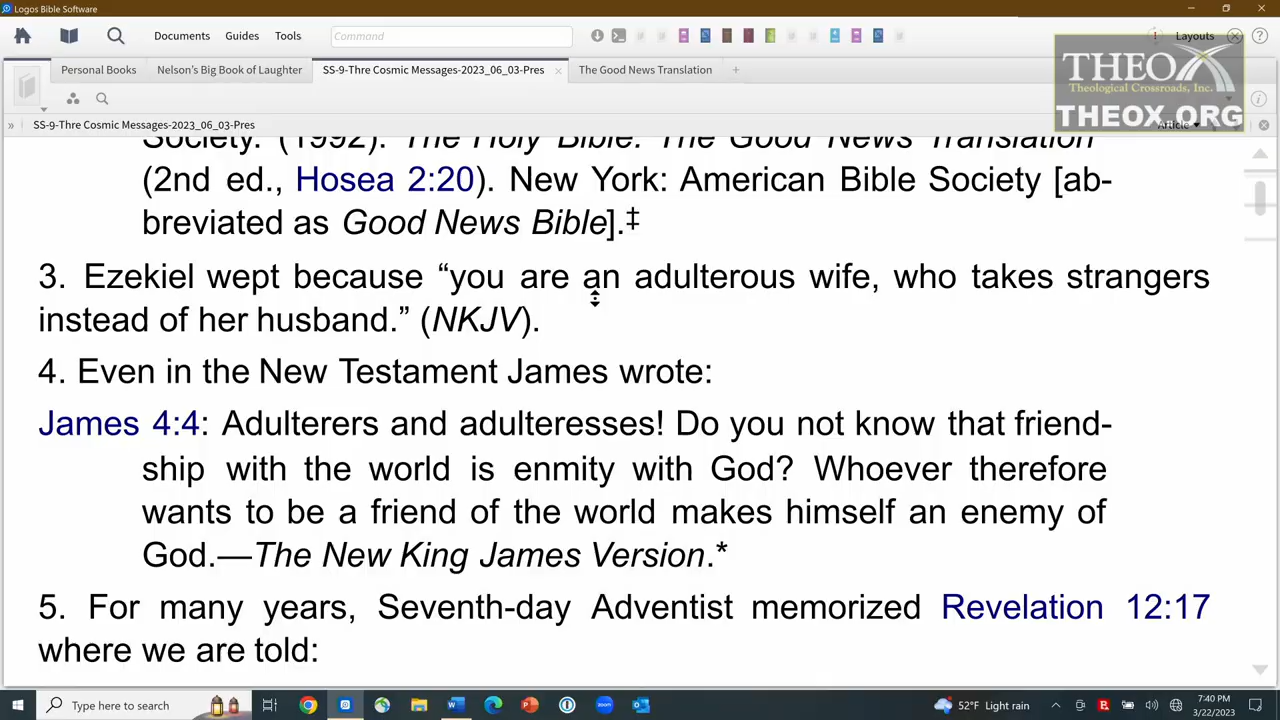 Logos Bible Software
Documents Guides Tools Command Layouts
Personal Books Nelson's Big Book of Laughter SS-9-Thre Cosmic Messages-2023_06_03-Pres The Good News Translation
THEOX
Theological Crossroads, Inc.
THEOX.ORG
SS-9-Thre Cosmic Messages-2023_06_03-Pres Article
Society. (1992). The Holy Bible: The Good News Translation
(2nd ed., Hosea 2:20). New York: American Bible Society [ab-
breviated as Good News Bible].‡
3. Ezekiel wept because “you are an adulterous wife, who takes strangers
instead of her husband.” (NKJV).
4. Even in the New Testament James wrote:
James 4:4: Adulterers and adulteresses! Do you not know that friend-
ship with the world is enmity with God? Whoever therefore
wants to be a friend of the world makes himself an enemy of
God.—The New King James Version.*
5. For many years, Seventh-day Adventist memorized Revelation 12:17
where we are told:
Type here to search 52°F Light rain 7:40 PM
3/22/2023